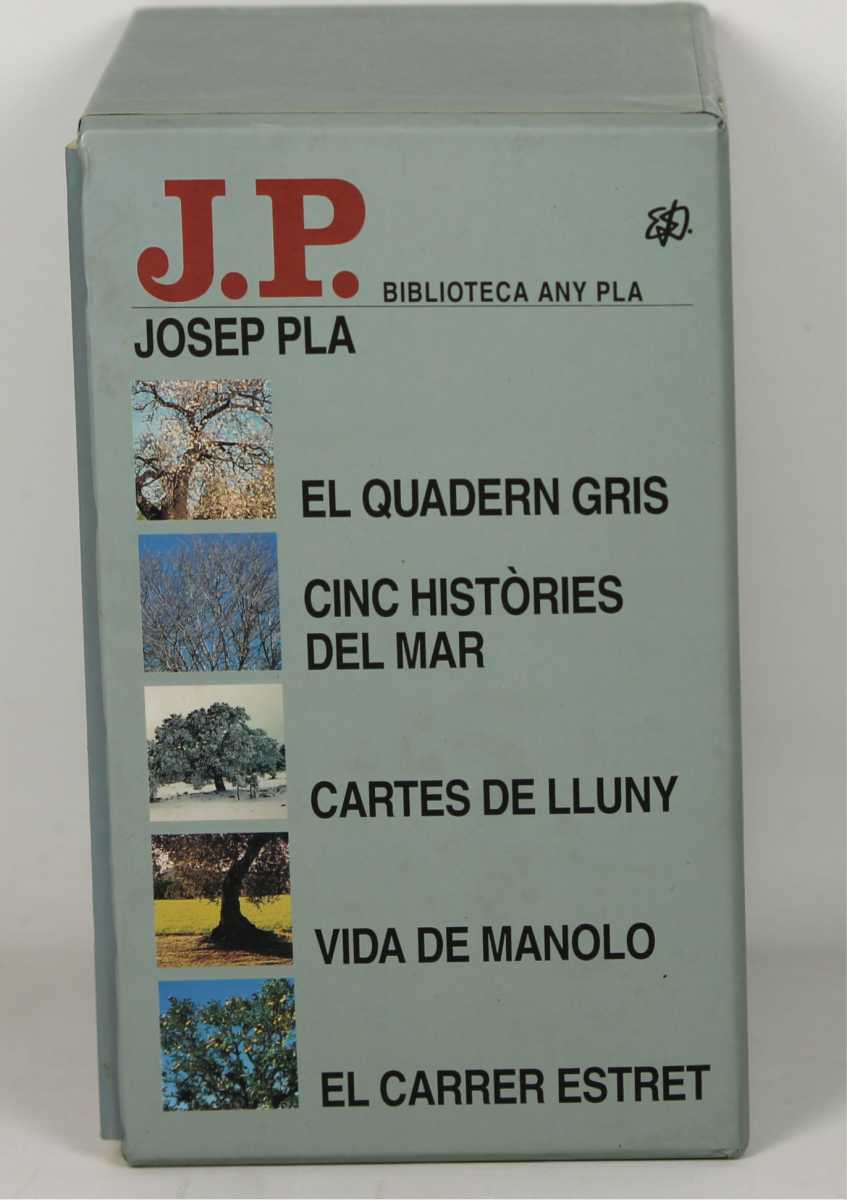 J.P.
BIBLIOTECA ANY PLA
JOSEP PLA
EL QUADERN GRIS
CINC HISTÒRIES
DEL MAR
CARTES DE LLUNY
VIDA DE MANOLO
EL CARRER ESTRET